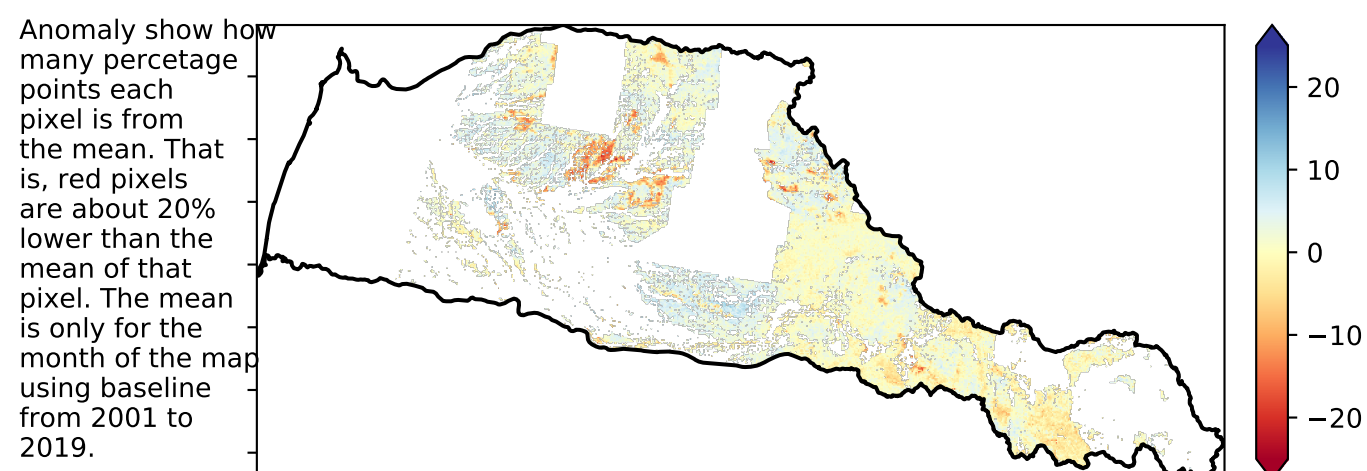 Anomaly show how
many percetage
points each
pixel is from
the mean. That
is, red pixels
are about 20%
lower than the
mean of that
pixel. The mean
is only for the
month of the map
using baseline
from 2001 to
2019.
20
10
0
−10
−20